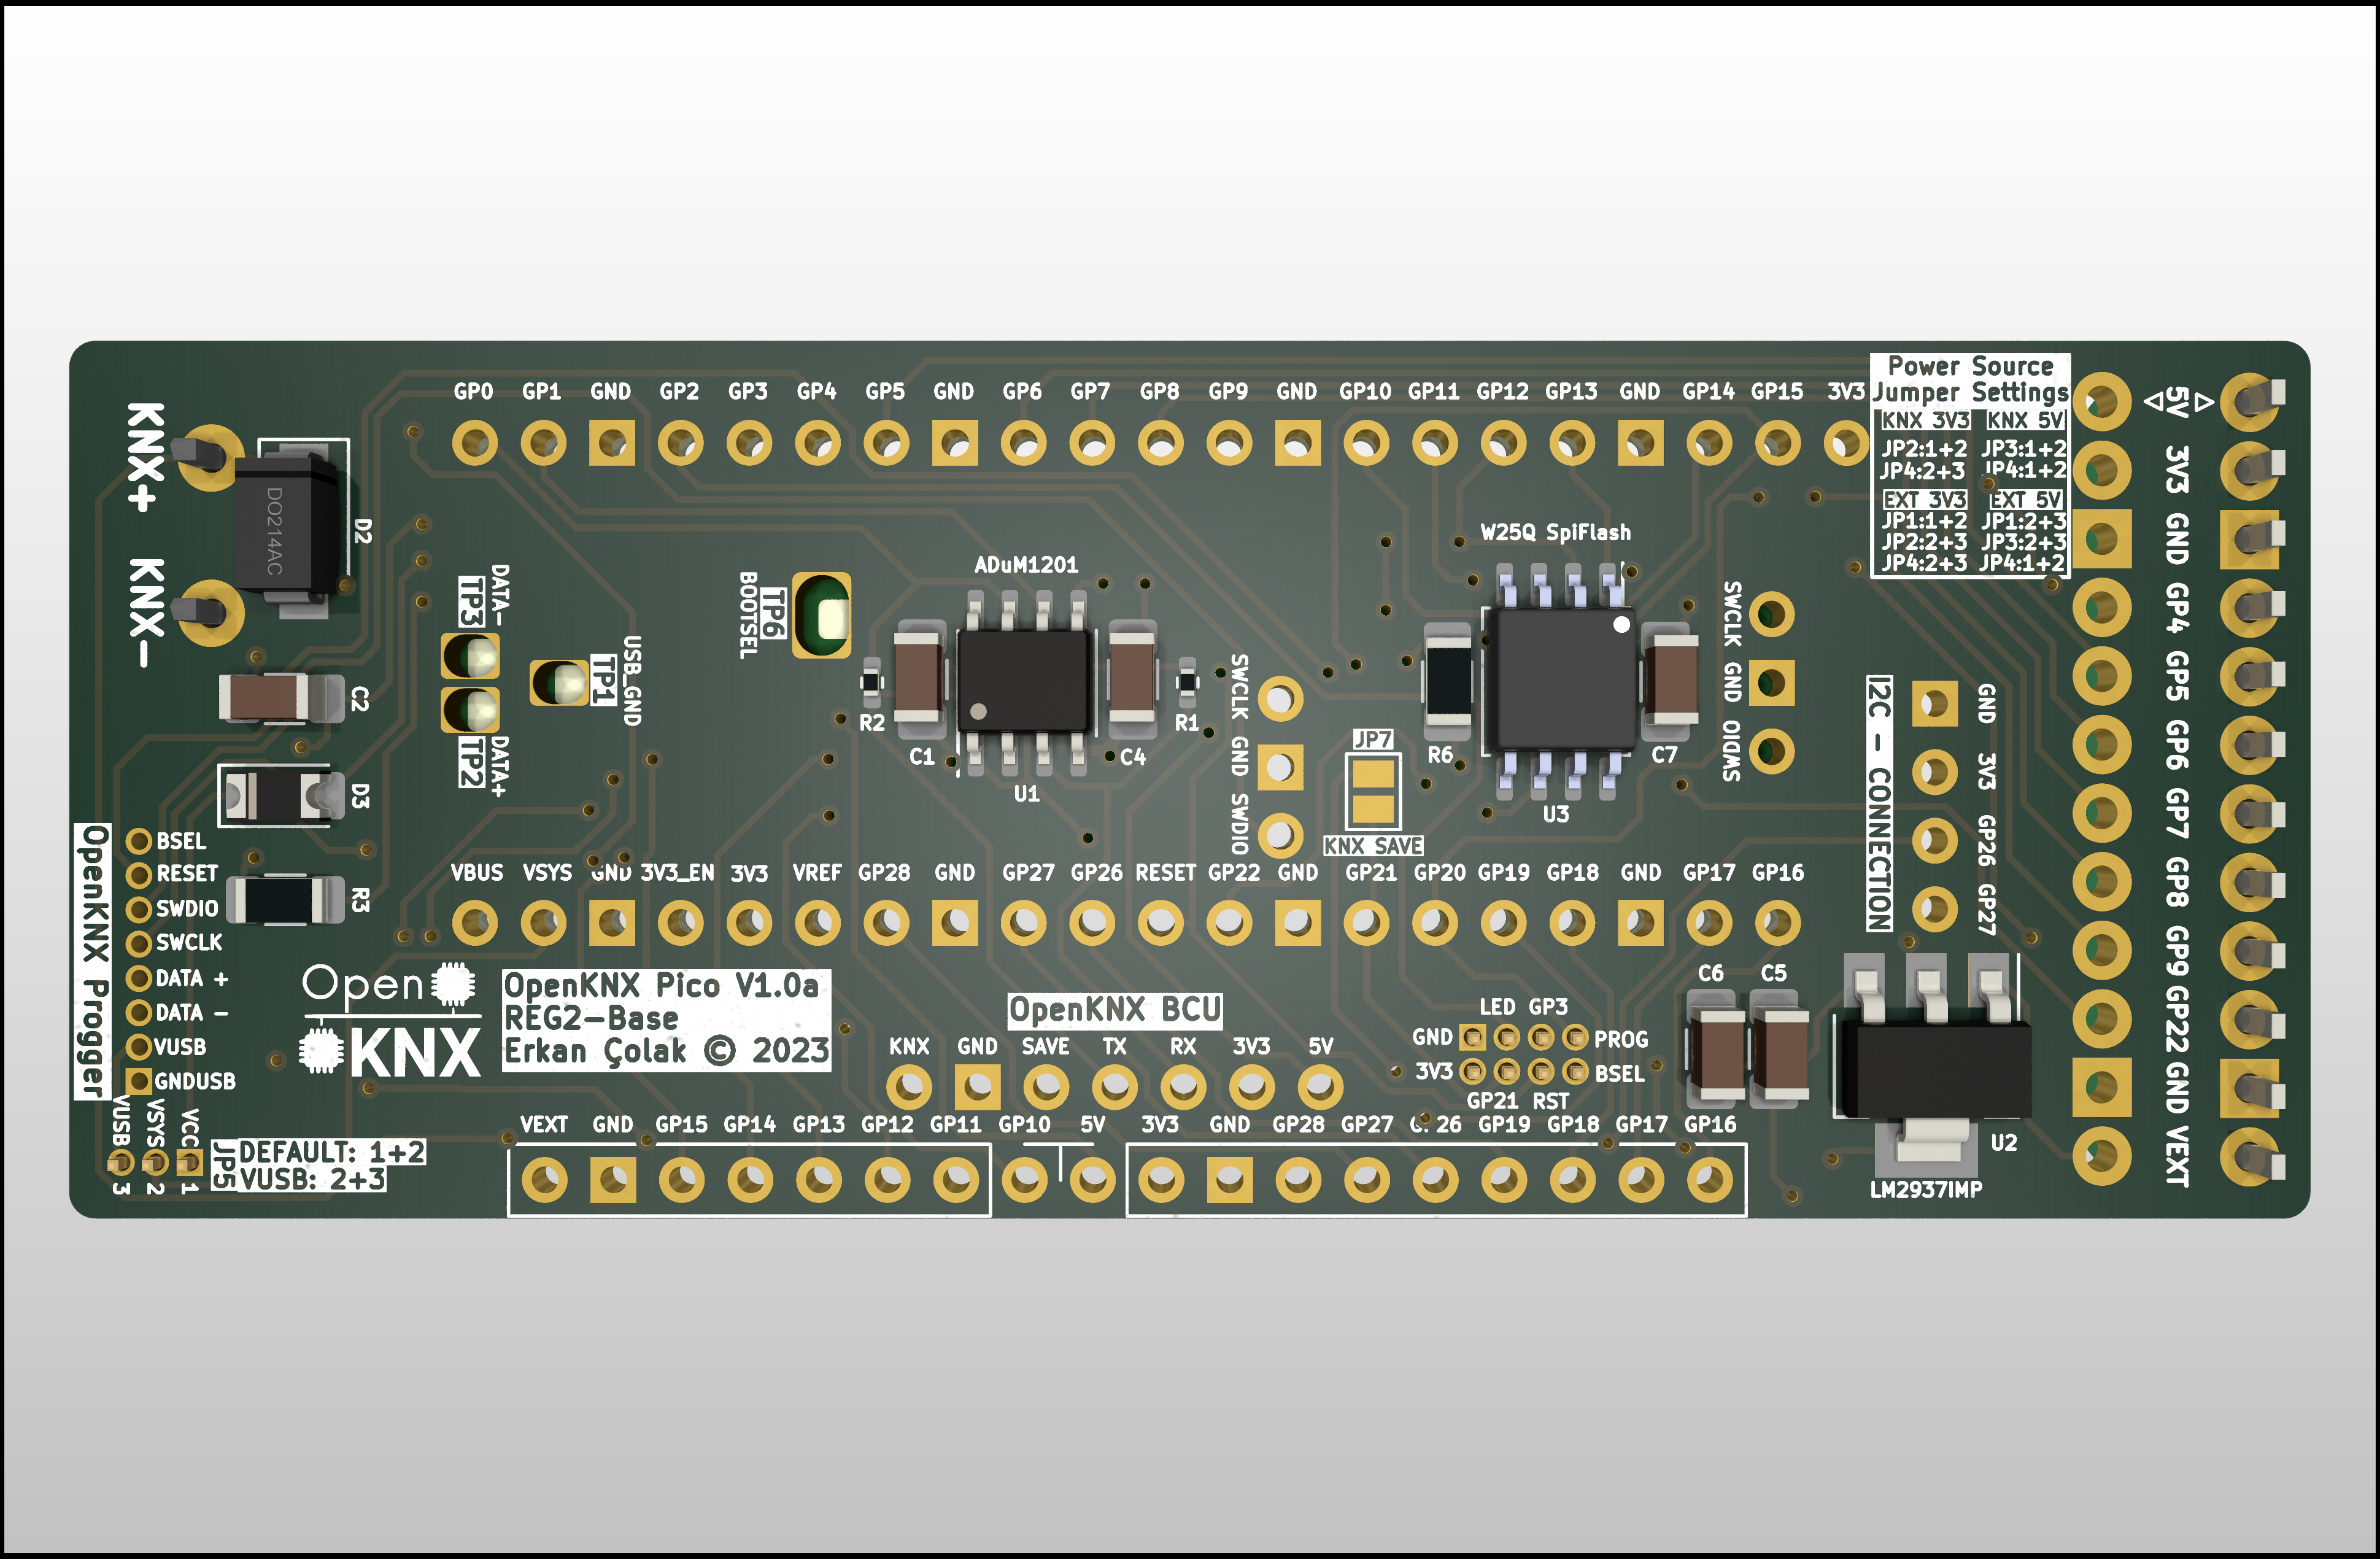 GP0 GP1 GND GP2 GP3 GP4 GP5 GND GP6 GP7 GP8 GP9 GND GP10 GP11 GP12 GP13 GND GP14 GP15 3V3
Power Source
Jumper Settings
KNX 3V3 KNX 5V
JP2:1+2 JP3:1+2
JP4:2+3 JP4:1+2
EXT 3V3 EXT 5V
JP1:1+2 JP1:2+3
JP2:2+3 JP3:2+3
JP4:2+3 JP4:1+2
5V
3V3
GND
GP4
GP5
GP6
GP7
GP8
GP9
GP22
GND
VEXT
KNX+
KNX-
DO214AC
D2
C2
D3
R3
TP3
DATA-
TP2
DATA+
TP1
USB_GND
TP6
BOOTSEL
ADuM1201
R2
C1
U1
C4
R1
SWCLK
GND
SWDIO
JP7
KNX SAVE
W25Q SpiFlash
R6
U3
C7
SWCLK
GND
SWDIO
I2C - CONNECTION
GND
3V3
GP26
GP27
OpenKNX Progger
BSEL
RESET
SWDIO
SWCLK
DATA +
DATA -
VUSB
GNDUSB
VUSB
VSYS
VCC
3
2
1
JP5
DEFAULT: 1+2
VUSB: 2+3
VBUS VSYS GND 3V3_EN 3V3 VREF GP28 GND GP27 GP26 RESET GP22 GND GP21 GP20 GP19 GP18 GND GP17 GP16
Open
KNX
OpenKNX Pico V1.0a
REG2-Base
Erkan Çolak © 2023
OpenKNX BCU
KNX GND SAVE TX RX 3V3 5V
LED GP3
GND PROG
3V3 BSEL
GP21 RST
C6 C5
U2
LM2937IMP
VEXT GND GP15 GP14 GP13 GP12 GP11 GP10 5V 3V3 GND GP28 GP27 GP26 GP19 GP18 GP17 GP16